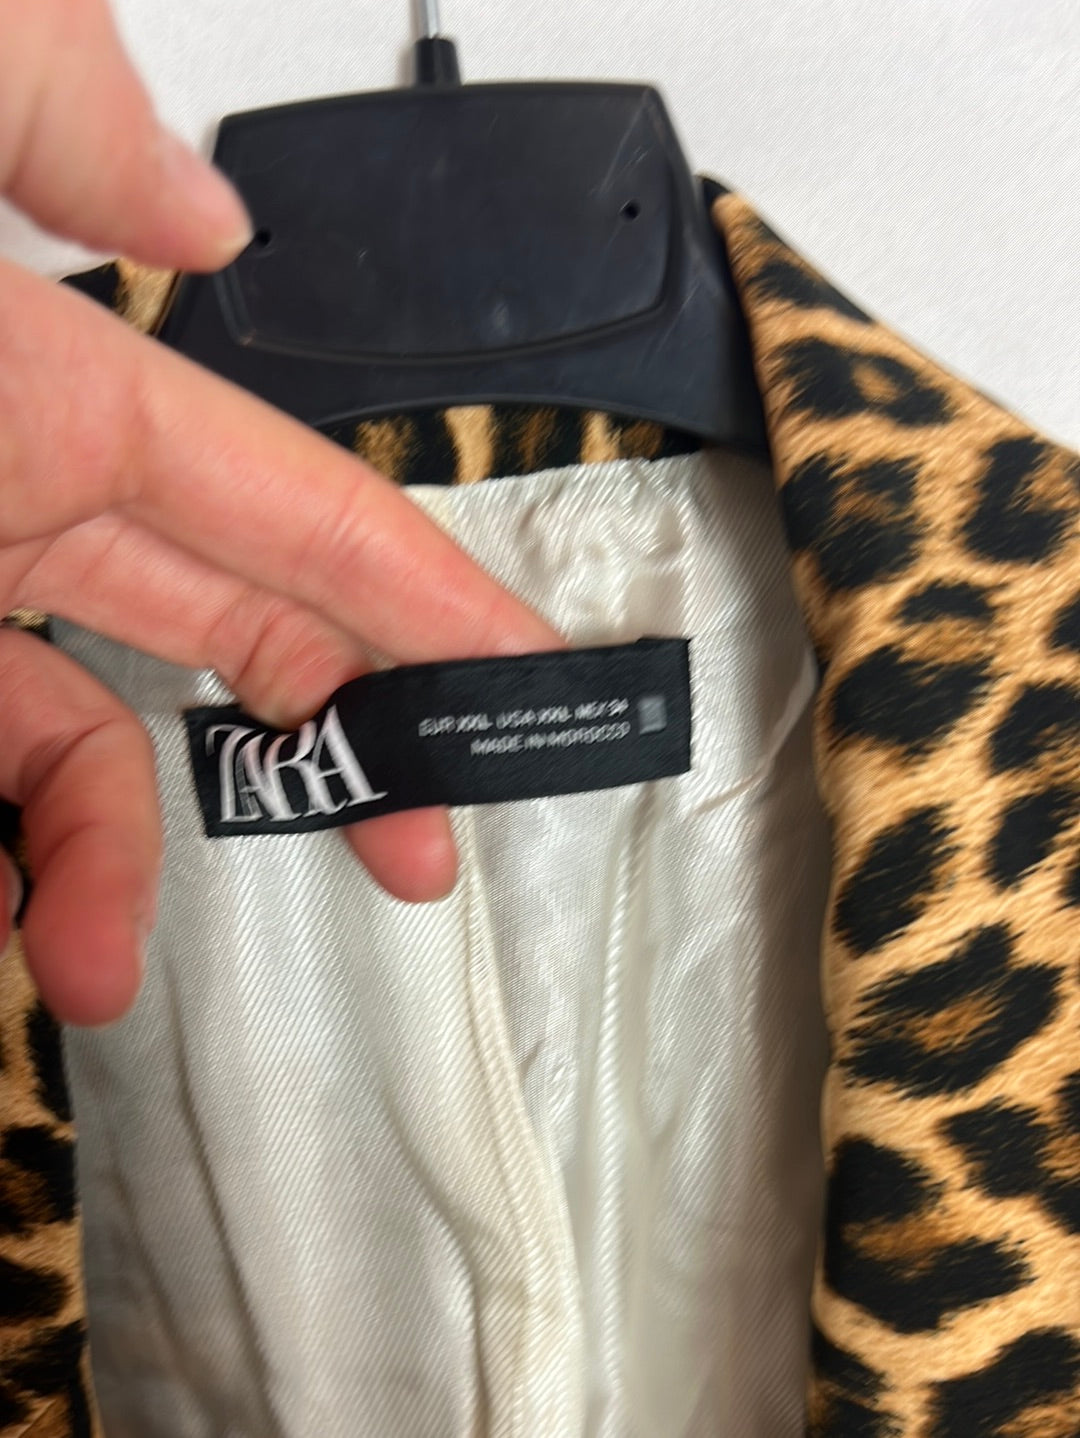 ZARA
EUR XXL USA XXL MEX 34
MADE IN MOROCCO